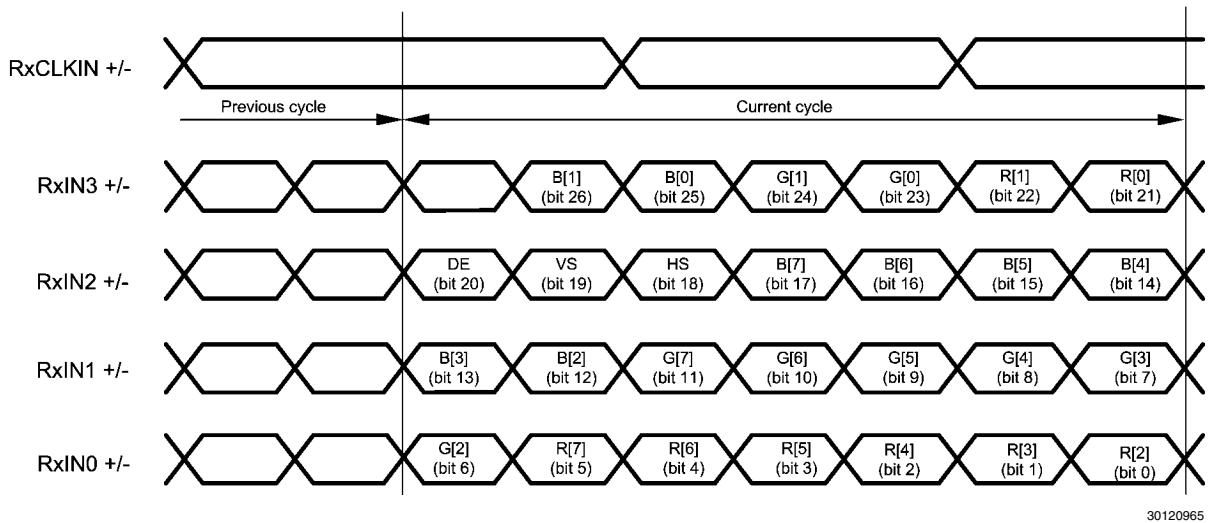 RxCLKIN +/-
Previous cycle
Current cycle
RxIN3 +/-
B[1]
(bit 26)
B[0]
(bit 25)
G[1]
(bit 24)
G[0]
(bit 23)
R[1]
(bit 22)
R[0]
(bit 21)
RxIN2 +/-
DE
(bit 20)
VS
(bit 19)
HS
(bit 18)
B[7]
(bit 17)
B[6]
(bit 16)
B[5]
(bit 15)
B[4]
(bit 14)
RxIN1 +/-
B[3]
(bit 13)
B[2]
(bit 12)
G[7]
(bit 11)
G[6]
(bit 10)
G[5]
(bit 9)
G[4]
(bit 8)
G[3]
(bit 7)
RxIN0 +/-
G[2]
(bit 6)
R[7]
(bit 5)
R[6]
(bit 4)
R[5]
(bit 3)
R[4]
(bit 2)
R[3]
(bit 1)
R[2]
(bit 0)
30120965